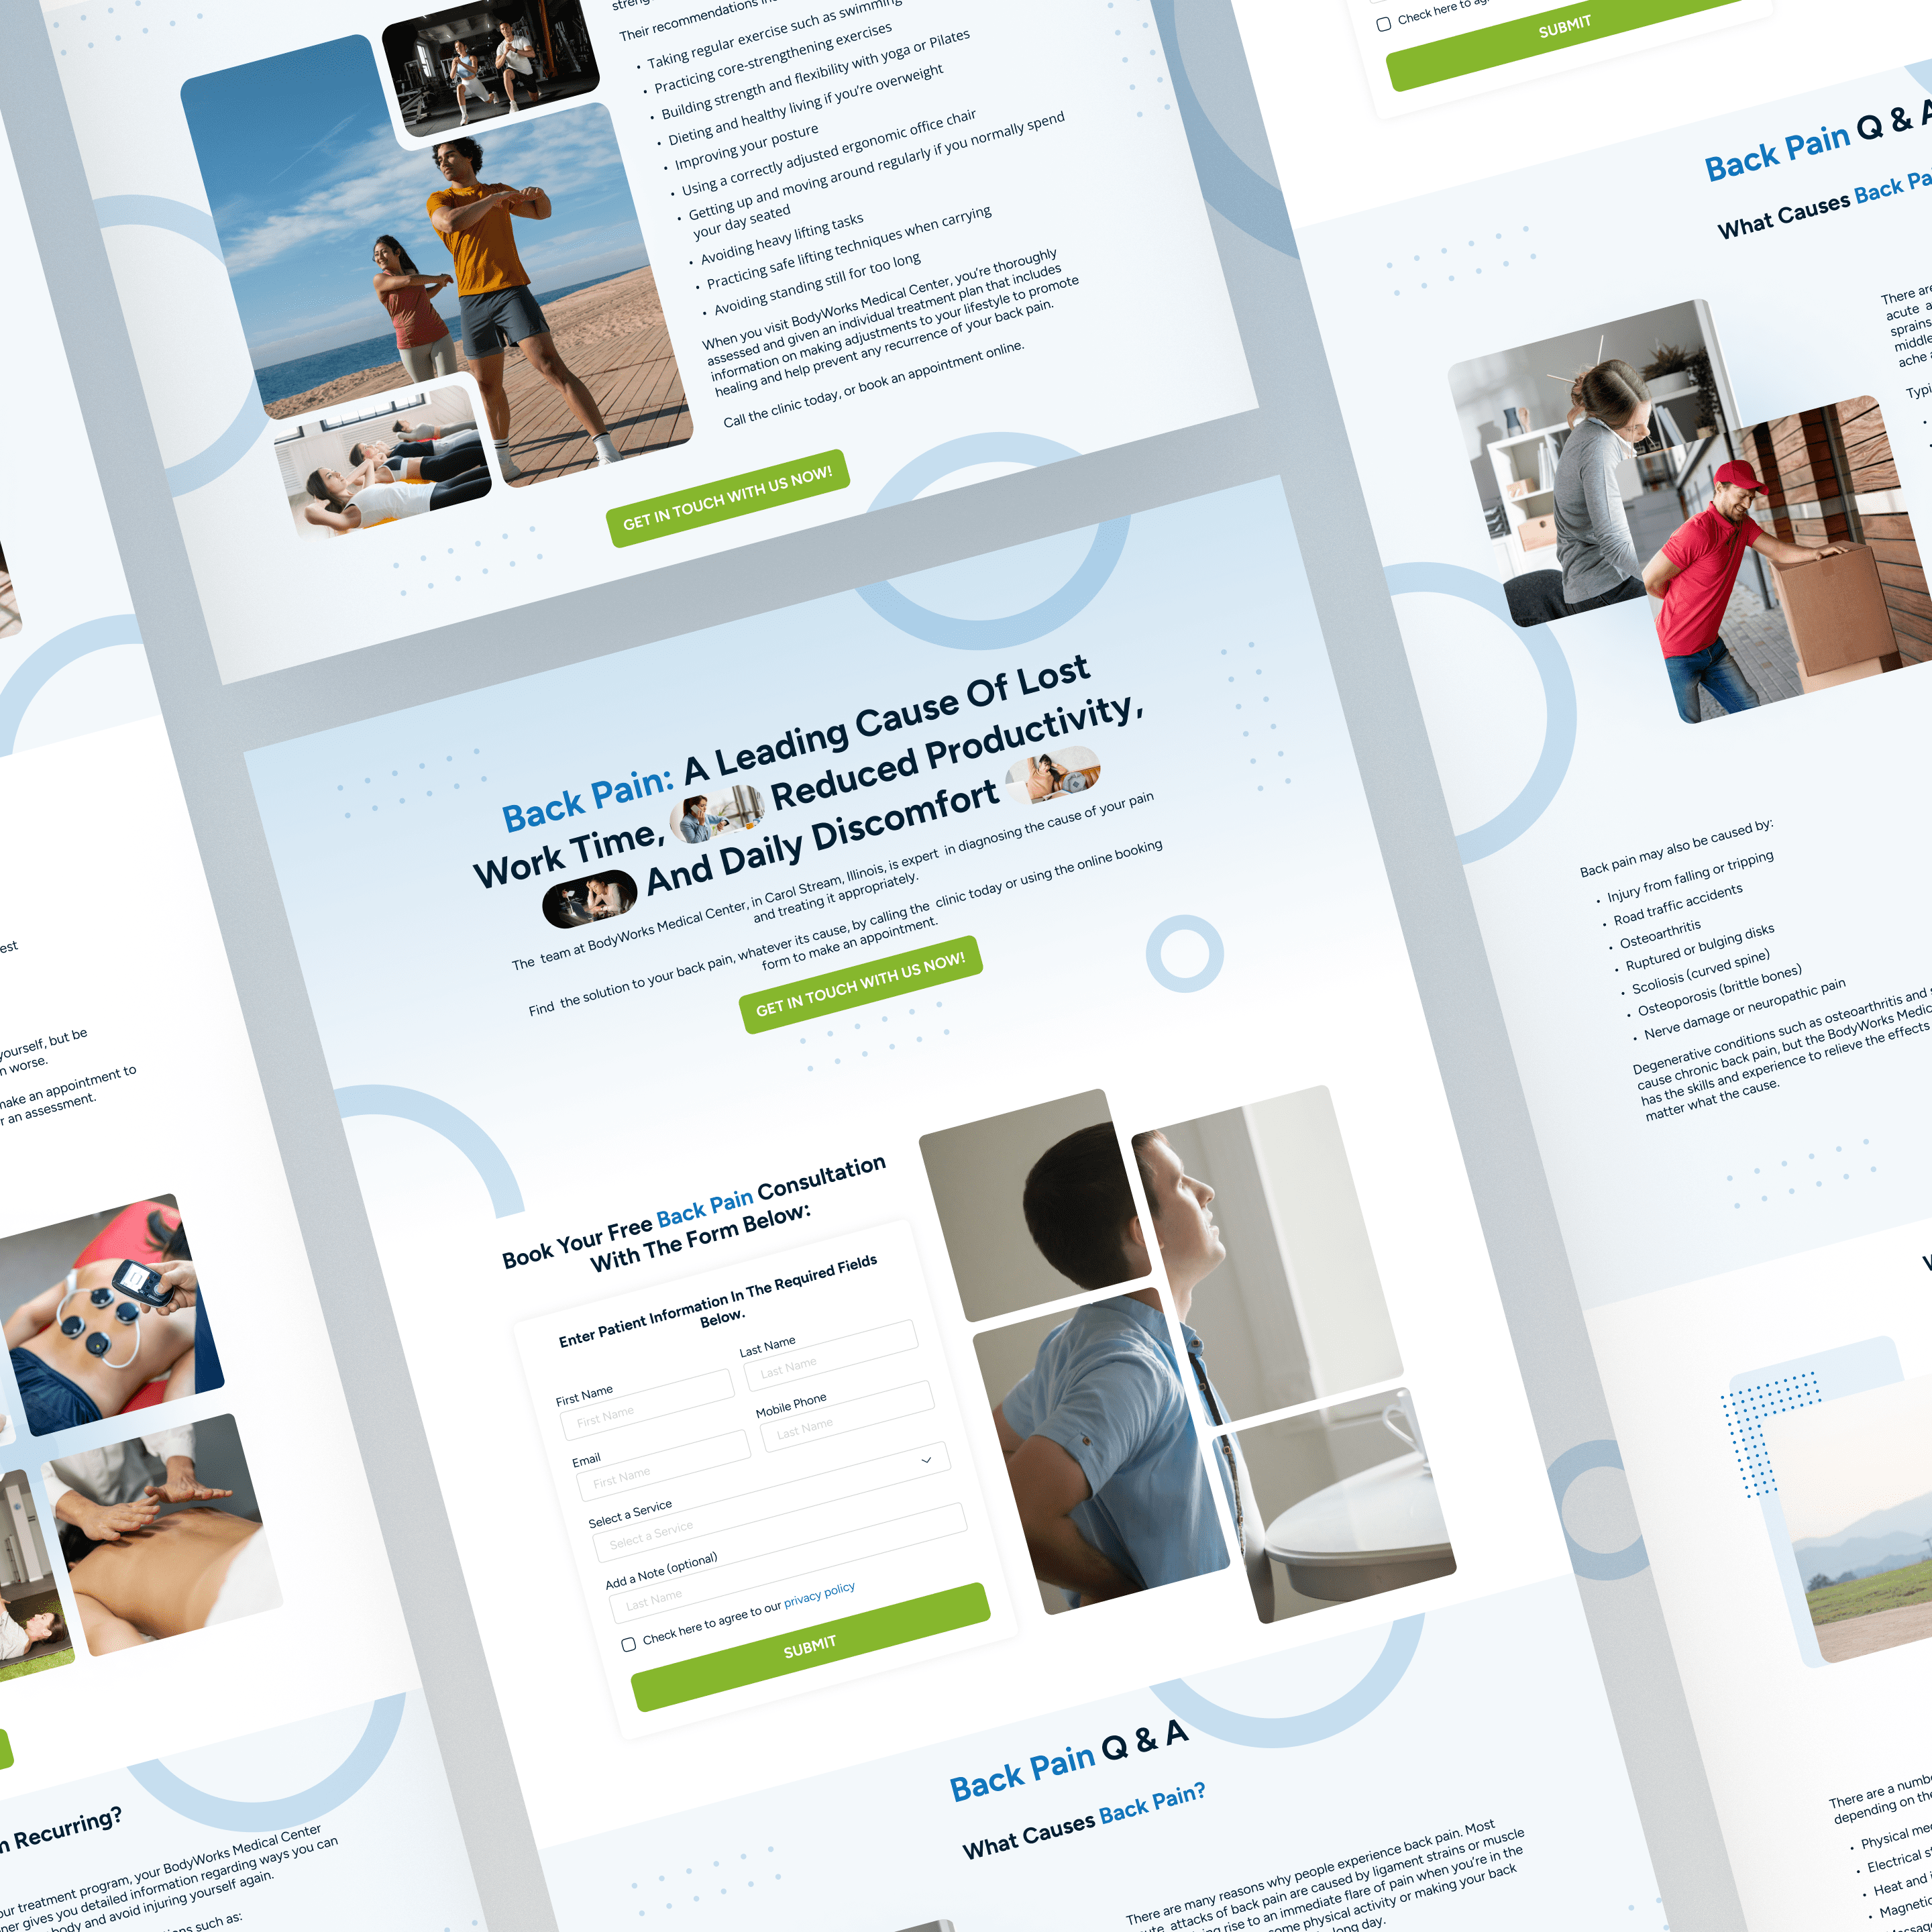 Their recommendations
Taking regular exercise such as swimming
Practicing core-strengthening exercises
Building strength and flexibility with yoga or Pilates
Dieting and healthy living if you're overweight
Improving your posture
Using a correctly adjusted ergonomic office chair
Getting up and moving around regularly if you normally spend
your day seated
Avoiding heavy lifting tasks
Practicing safe lifting techniques when carrying
Avoiding standing still for too long
When you visit BodyWorks Medical Center, you're thoroughly
assessed and given an individual treatment plan that includes
information on making adjustments to your lifestyle to promote
healing and help prevent any recurrence of your back pain.
Call the clinic today, or book an appointment online.
GET IN TOUCH WITH US NOW!
Back Pain: A Leading Cause Of Lost
Work Time, Reduced Productivity,
And Daily Discomfort
The team at BodyWorks Medical Center, in Carol Stream, Illinois, is expert in diagnosing the cause of your pain
and treating it appropriately.
Find the solution to your back pain, whatever its cause, by calling the clinic today or using the online booking
form to make an appointment.
GET IN TOUCH WITH US NOW!
Book Your Free Back Pain Consultation
With The Form Below:
Enter Patient Information In The Required Fields
Below.
First Name
First Name
Last Name
Last Name
Email
First Name
Mobile Phone
Last Name
Select a Service
Select a Service
Add a Note (optional)
Last Name
Check here to agree to our privacy policy
SUBMIT
Back Pain Q & A
What Causes Back Pain?
There are many reasons why people experience back pain. Most
attacks of back pain are caused by ligament strains or muscle
rise to an immediate flare of pain when you're in the
some physical activity or making your back
long day.
Check here to
SUBMIT
Back Pain Q & A
What Causes Back
There are
acute
sprains
middle
ache
Back pain may also be caused by:
Injury from falling or tripping
Road traffic accidents
Osteoarthritis
Ruptured or bulging disks
Scoliosis (curved spine)
Osteoporosis (brittle bones)
Nerve damage or neuropathic pain
Degenerative conditions such as osteoarthritis and
cause chronic back pain, but the BodyWorks
has the skills and experience to relieve the effects
matter what the cause.
There are a
depending on
Physical
Electrical
Heat and
yourself, but be
worse.
make an appointment to
an assessment.
Recurring?
treatment program, your BodyWorks Medical Center
gives you detailed information regarding ways you can
body and avoid injuring yourself again.
such as: